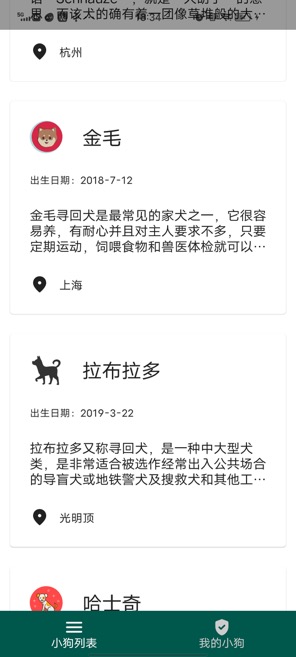 语"Schnauze"，就是"大胡子"的意
思，而该犬的确有着一团像草堆般的大…
18:34
杭州
金毛
出生日期：2018-7-12
金毛寻回犬是最常见的家犬之一，它很容
易养，有耐心并且对主人要求不多，只要
定期运动，饲喂食物和兽医体检就可以…
上海
拉布拉多
出生日期：2019-3-22
拉布拉多又称寻回犬，是一种中大型犬
类，是非常适合被选作经常出入公共场合
的导盲犬或地铁警犬及搜救犬和其他工…
光明顶
哈士奇
小狗列表
我的小狗